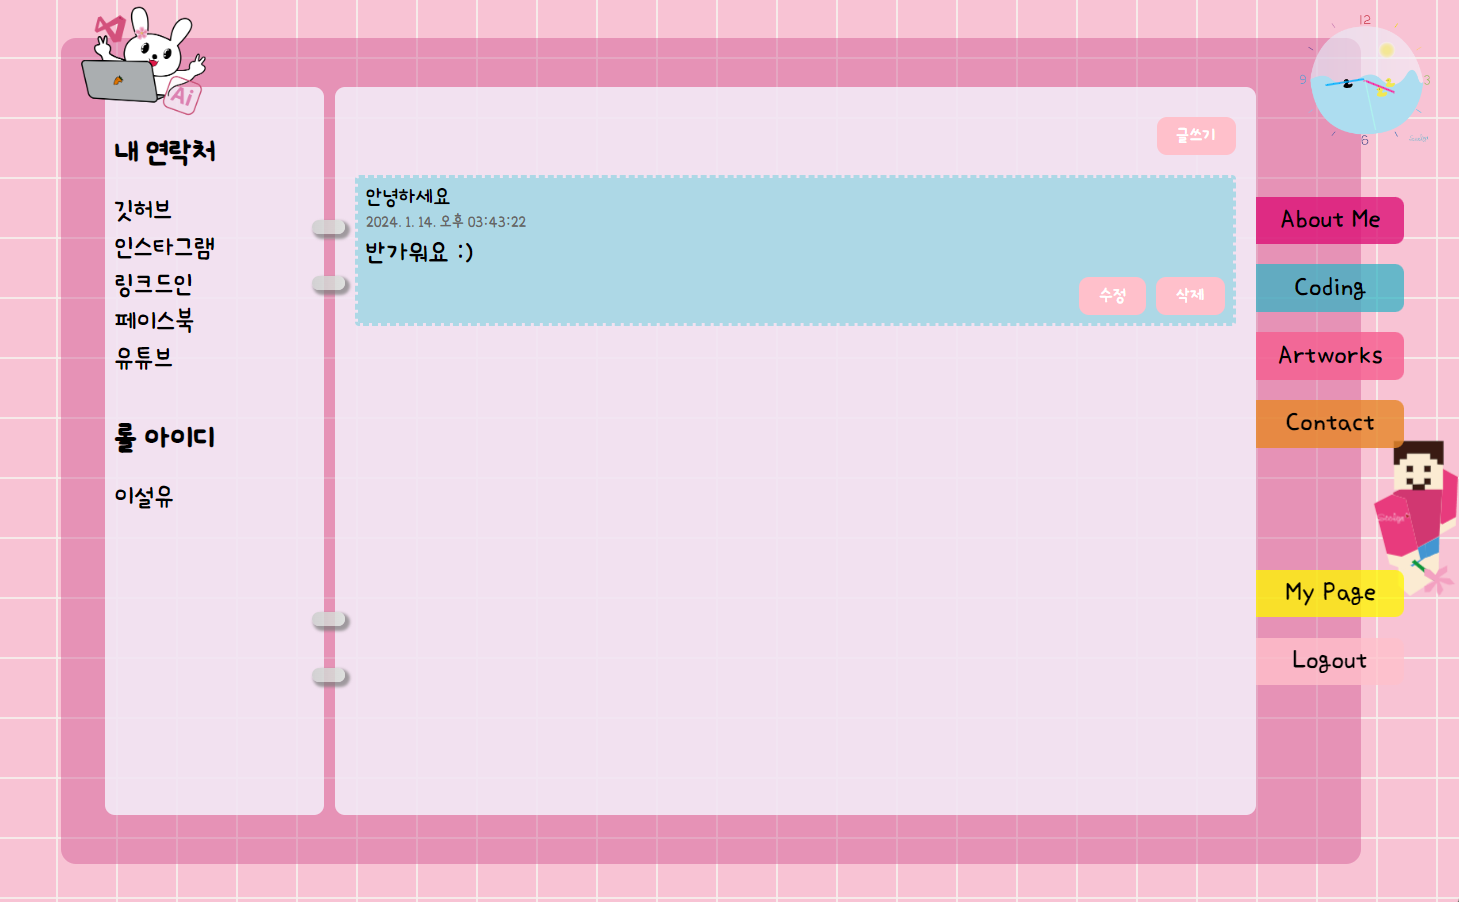 Ai
12
9
3
6
내 연락처
깃허브
인스타그램
링크드인
페이스북
유튜브
롤 아이디
이설유
글쓰기
안녕하세요
2024. 1. 14. 오후 03:43:22
반가워요 :)
수정
삭제
About Me
Coding
Artworks
Contact
My Page
Logout